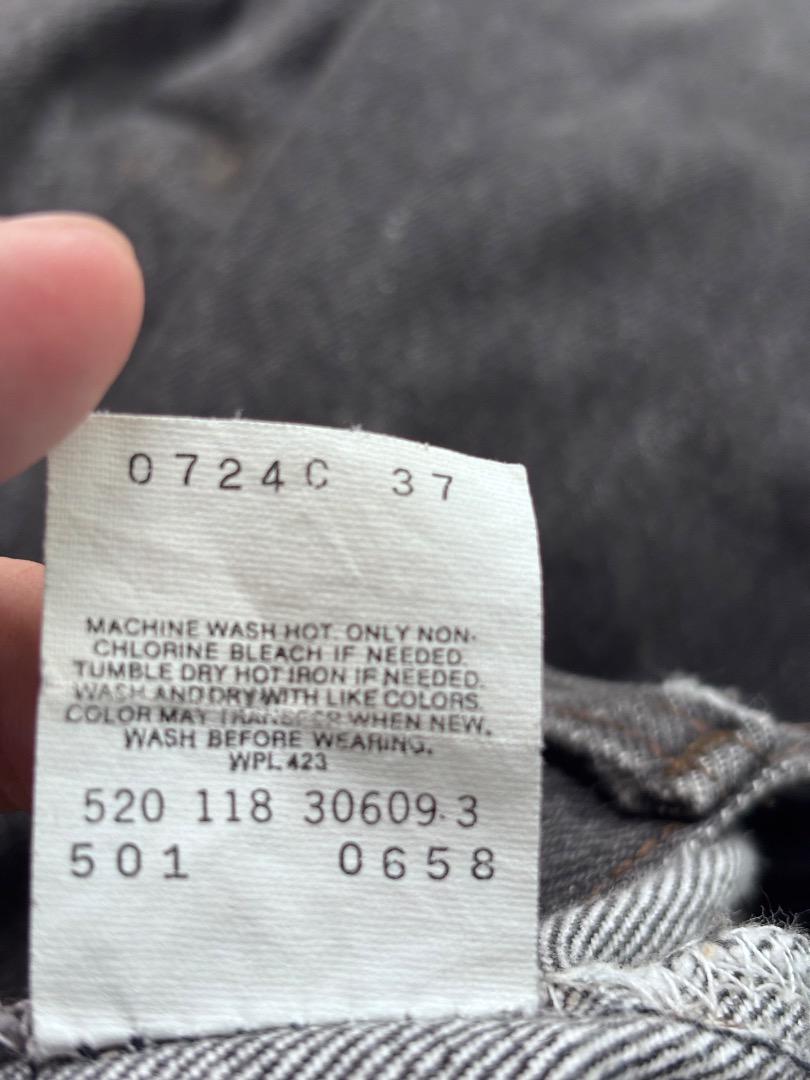 0724C 37
MACHINE WASH HOT. ONLY NON-
CHLORINE BLEACH IF NEEDED.
TUMBLE DRY HOT IRON IF NEEDED.
WASH AND DRY WITH LIKE COLORS.
COLOR MAY TRANSFER WHEN NEW.
WASH BEFORE WEARING.
WPL 423
520 118 30609.3
501 0658